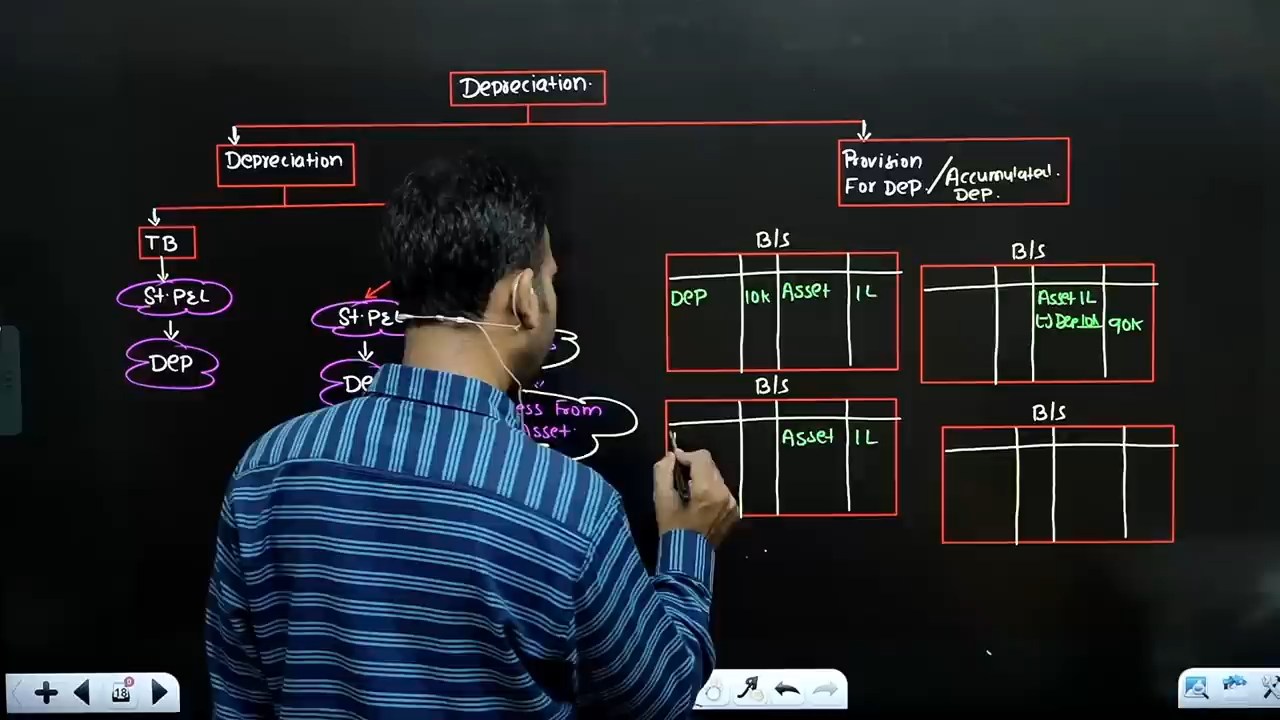 Depreciation.
Depreciation
Provision
For Dep. / Accumulated.
Dep.
TB
St. P&L
Dep
St. P&L
ess From
Asset.
B/s
Dep 10k Asset 1L
B/s
Asset 1L
(-) Dep 10k 90k
B/s
Asset 1L
B/s
18